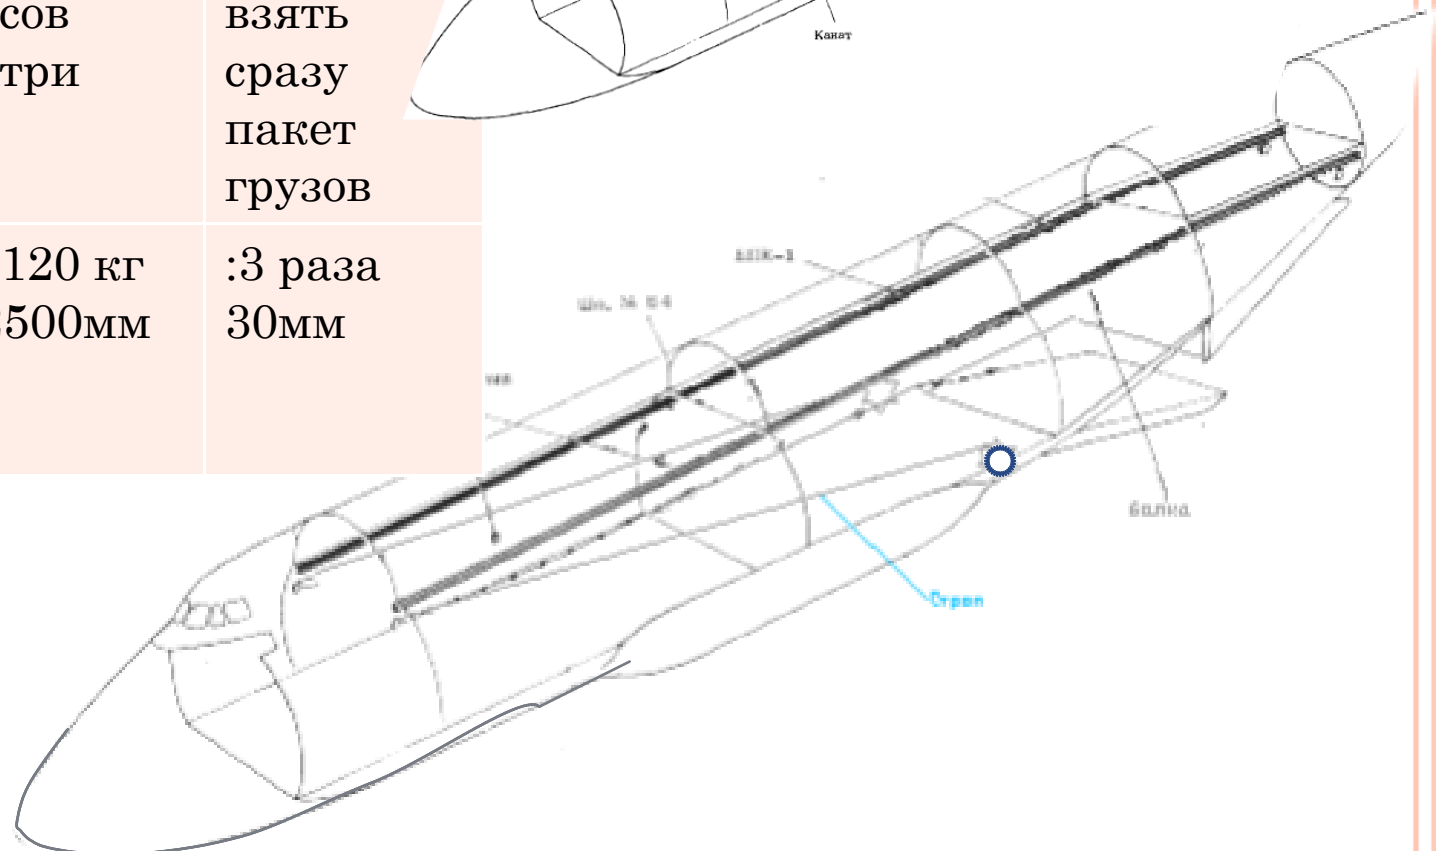 сов
три
взять
сразу
пакет
грузов
120 кг
500мм
:3 раза
30мм
Канат
Балка
Строп